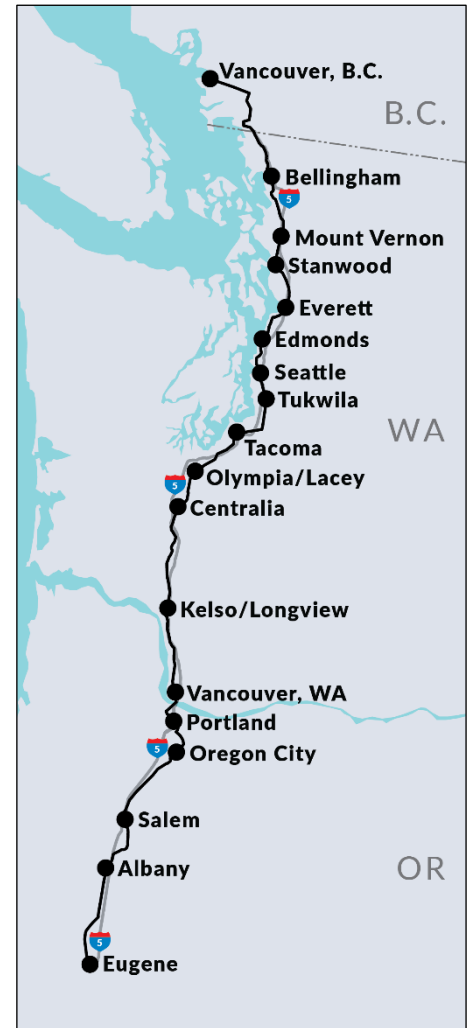 Vancouver, B.C.
B.C.
Bellingham
5
Mount Vernon
Stanwood
Everett
Edmonds
Seattle
Tukwila
WA
Tacoma
Olympia/Lacey
5
Centralia
Kelso/Longview
Vancouver, WA
Portland
5
Oregon City
Salem
Albany
OR
5
Eugene